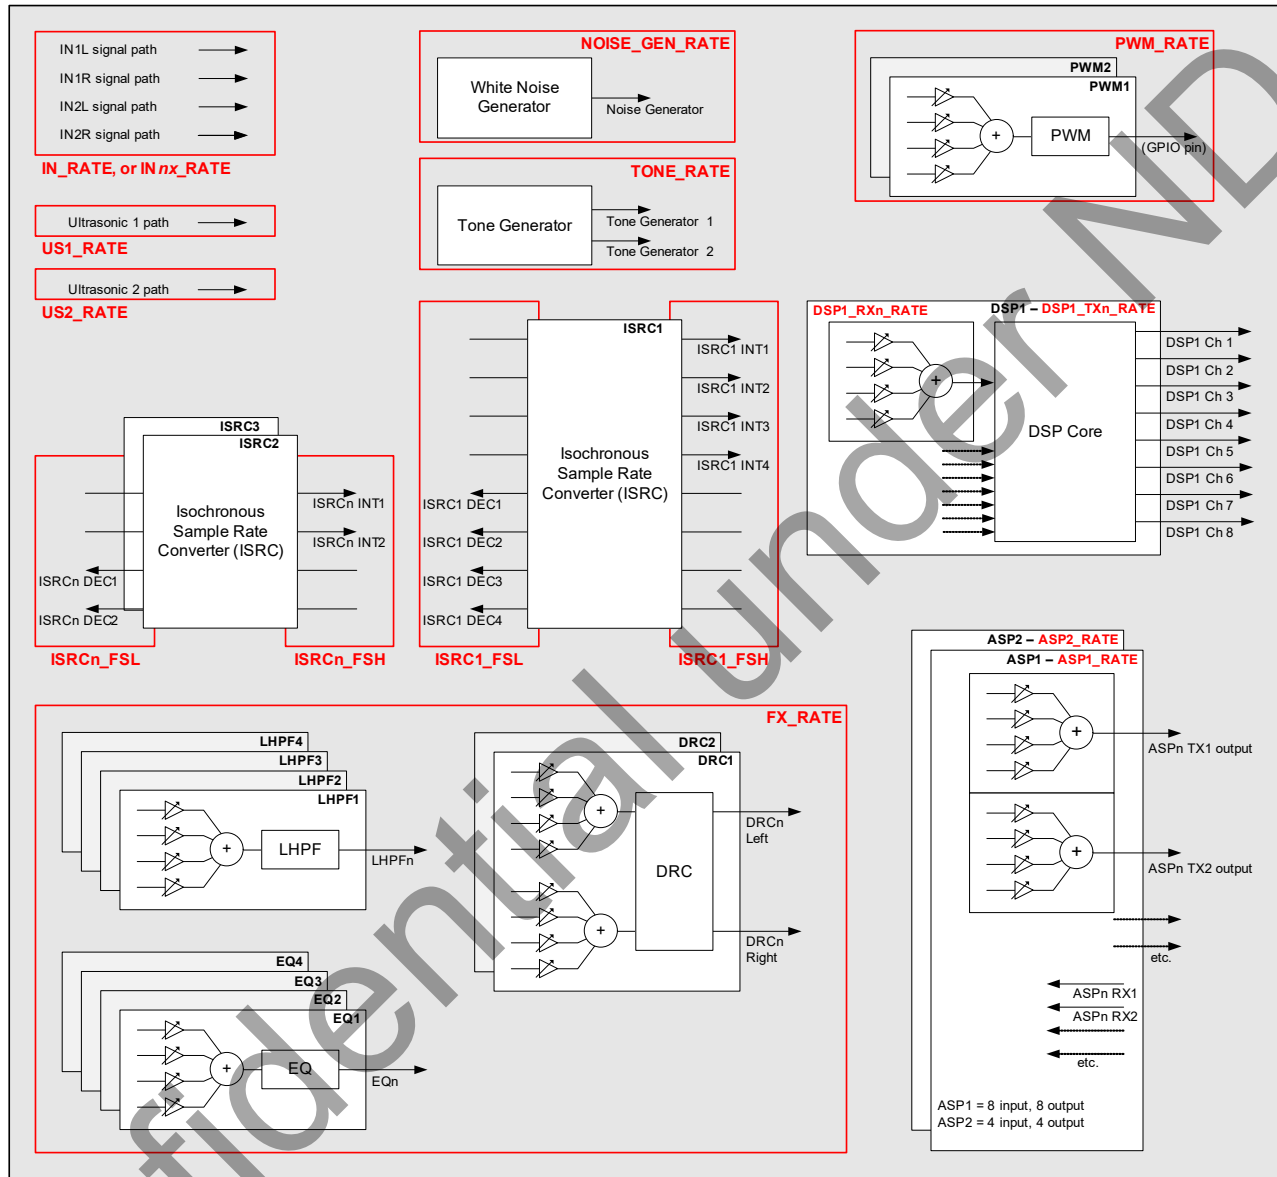 IN1L signal path
IN1R signal path
IN2L signal path
IN2R signal path
IN_RATE, or INnx_RATE
Ultrasonic 1 path
US1_RATE
Ultrasonic 2 path
US2_RATE
NOISE_GEN_RATE
White Noise
Generator
Noise Generator
TONE_RATE
Tone Generator
Tone Generator 1
Tone Generator 2
PWM_RATE
PWM2
PWM1
+
PWM
(GPIO pin)
ISRC3
ISRC2
Isochronous
Sample Rate
Converter (ISRC)
ISRCn INT1
ISRCn INT2
ISRCn DEC1
ISRCn DEC2
ISRCn_FSL
ISRCn_FSH
ISRC1
Isochronous
Sample Rate
Converter (ISRC)
ISRC1 INT1
ISRC1 INT2
ISRC1 INT3
ISRC1 INT4
ISRC1 DEC1
ISRC1 DEC2
ISRC1 DEC3
ISRC1 DEC4
ISRC1_FSL
ISRC1_FSH
DSP1_RXn_RATE
DSP1 – DSP1_TXn_RATE
+
DSP Core
DSP1 Ch 1
DSP1 Ch 2
DSP1 Ch 3
DSP1 Ch 4
DSP1 Ch 5
DSP1 Ch 6
DSP1 Ch 7
DSP1 Ch 8
FX_RATE
LHPF4
LHPF3
LHPF2
LHPF1
+
LHPF
LHPFn
EQ4
EQ3
EQ2
EQ1
+
EQ
EQn
DRC2
DRC1
+
+
DRC
DRCn
Left
DRCn
Right
ASP2 – ASP2_RATE
ASP1 – ASP1_RATE
+
ASPn TX1 output
+
ASPn TX2 output
etc.
ASPn RX1
ASPn RX2
etc.
ASP1 = 8 input, 8 output
ASP2 = 4 input, 4 output
fidential under ND